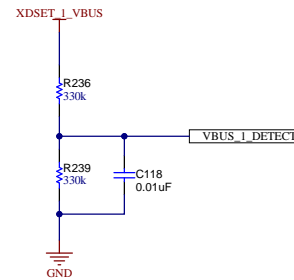 XDSET_1_VBUS
R236
330k
VBUS_1_DETECT
R239
330k
C118
0.01uF
GND